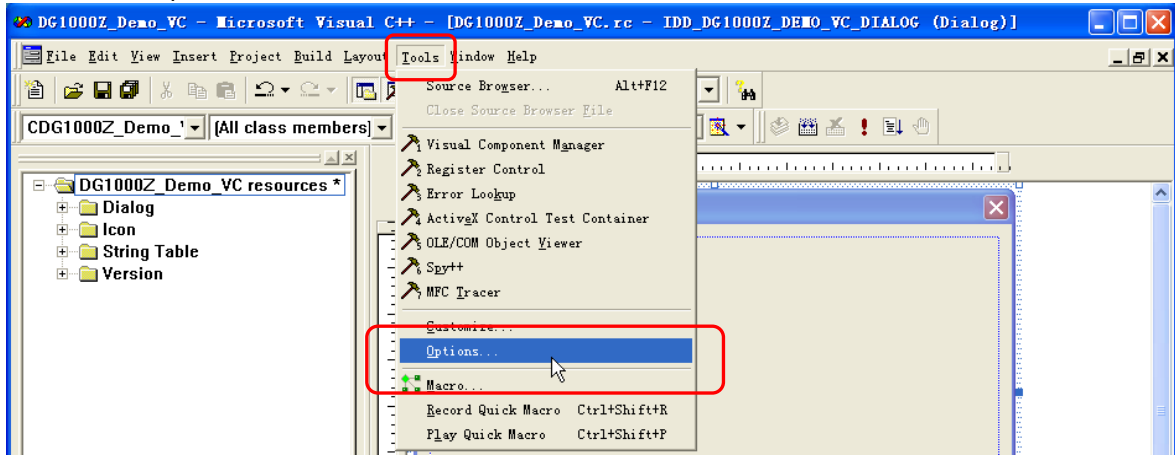 DG1000Z_Demo_VC - Microsoft Visual C++ - [DG1000Z_Demo_VC.rc - IDD_DG1000Z_DEMO_VC_DIALOG (Dialog)]
File Edit View Insert Project Build Layout Tools Window Help
CDG1000Z_Demo_ (All class members)
DG1000Z_Demo_VC resources *
Dialog
Icon
String Table
Version
Source Browser... Alt+F12
Close Source Browser File
Visual Component Manager
Register Control
Error Lookup
ActiveX Control Test Container
OLE/COM Object Viewer
Spy++
MFC Tracer
Customize...
Options...
Macro...
Record Quick Macro Ctrl+Shift+R
Play Quick Macro Ctrl+Shift+P